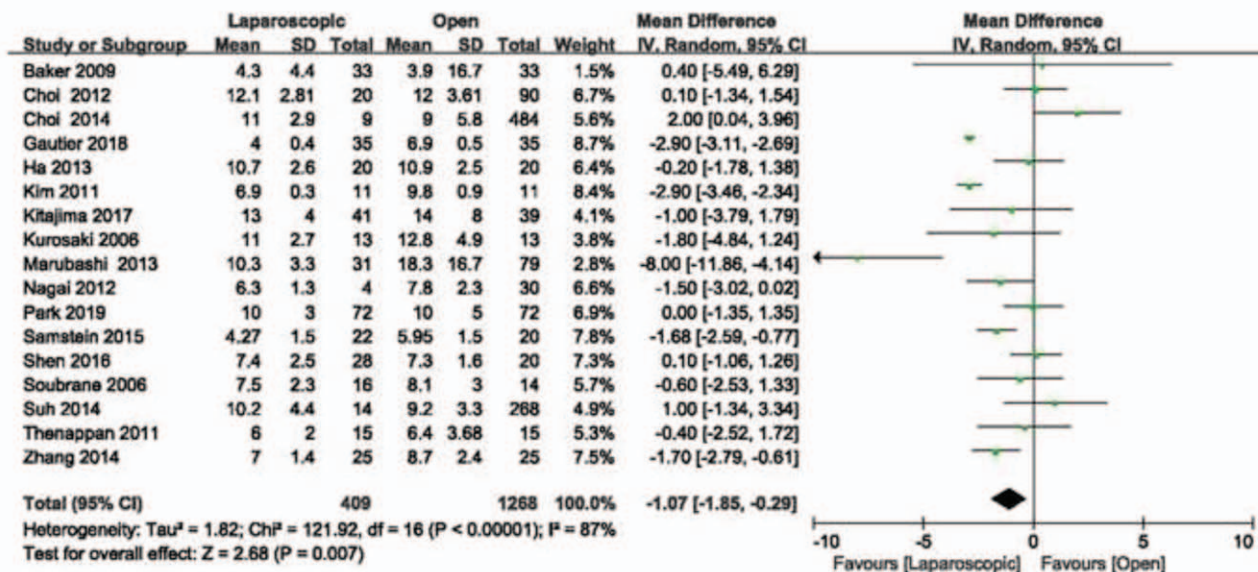 Laparoscopic Open Mean Difference Mean Difference
Study or Subgroup Mean SD Total Mean SD Total Weight IV, Random, 95% CI IV, Random, 95% CI
Baker 2009 4.3 4.4 33 3.9 16.7 33 1.5% 0.40 [-5.49, 6.29]
Choi 2012 12.1 2.81 20 12 3.61 90 6.7% 0.10 [-1.34, 1.54]
Choi 2014 11 2.9 9 9 5.8 484 5.6% 2.00 [0.04, 3.96]
Gautier 2018 4 0.4 35 6.9 0.5 35 8.7% -2.90 [-3.11, -2.69]
Ha 2013 10.7 2.6 20 10.9 2.5 20 6.4% -0.20 [-1.78, 1.38]
Kim 2011 6.9 0.3 11 9.8 0.9 11 8.4% -2.90 [-3.46, -2.34]
Kitajima 2017 13 4 41 14 8 39 4.1% -1.00 [-3.79, 1.79]
Kurosaki 2006 11 2.7 13 12.8 4.9 13 3.8% -1.80 [-4.84, 1.24]
Marubashi 2013 10.3 3.3 31 18.3 16.7 79 2.8% -8.00 [-11.86, -4.14]
Nagai 2012 6.3 1.3 4 7.8 2.3 30 6.6% -1.50 [-3.02, 0.02]
Park 2019 10 3 72 10 5 72 6.9% 0.00 [-1.35, 1.35]
Samstein 2015 4.27 1.5 22 5.95 1.5 20 7.9% -1.68 [-2.59, -0.77]
Shen 2016 7.4 2.5 28 7.3 1.6 20 7.3% 0.10 [-1.06, 1.26]
Soubrane 2006 7.5 2.3 16 8.1 3 14 5.7% -0.60 [-2.53, 1.33]
Suh 2014 10.2 4.4 14 9.2 3.3 268 4.9% 1.00 [-1.34, 3.34]
Thenappan 2011 6 2 15 6.4 3.68 15 5.3% -0.40 [-2.52, 1.72]
Zhang 2014 7 1.4 25 8.7 2.4 25 7.5% -1.70 [-2.79, -0.61]
Total (95% CI) 409 1268 100.0% -1.07 [-1.85, -0.29]
Heterogeneity: Tau² = 1.82; Chi² = 121.92, df = 16 (P < 0.00001); I² = 87%
Test for overall effect: Z = 2.68 (P = 0.007)
-10 -5 0 5 10
Favours [Laparoscopic] Favours [Open]